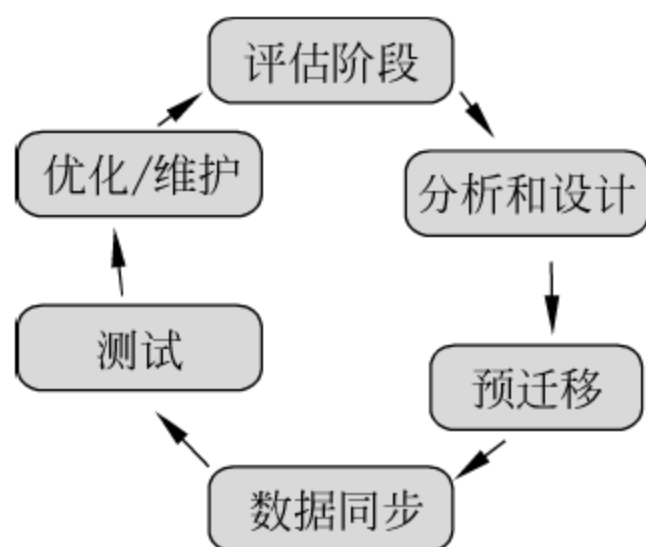 评估阶段
分析和设计
预迁移
数据同步
测试
优化/维护